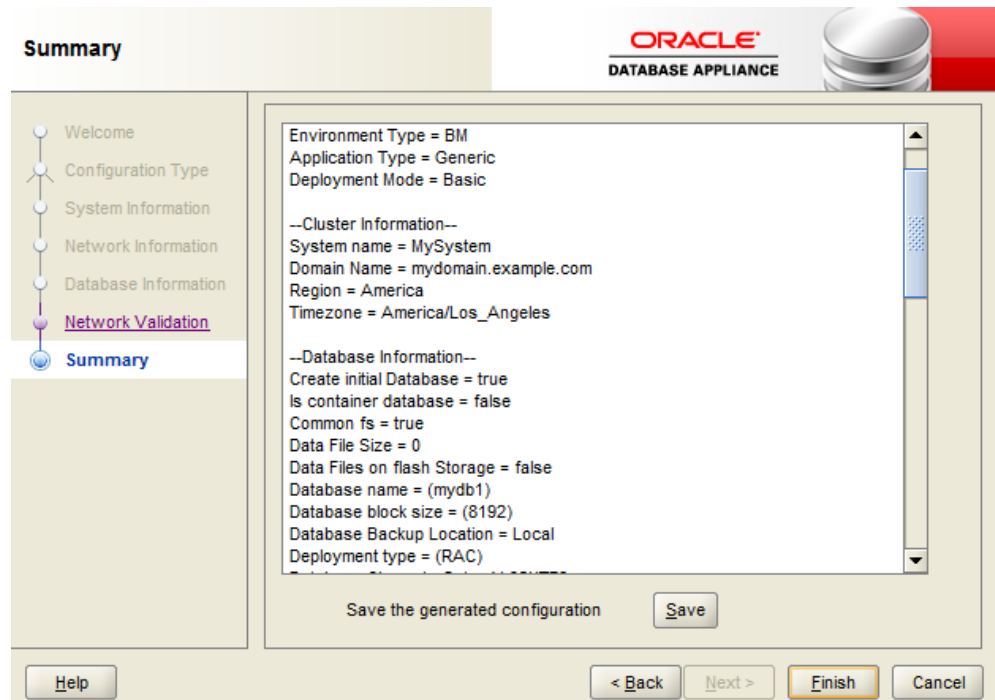 Summary
ORACLE
DATABASE APPLIANCE
Welcome
Configuration Type
System Information
Network Information
Database Information
Network Validation
Summary
Environment Type = BM
Application Type = Generic
Deployment Mode = Basic
--Cluster Information--
System name = MySystem
Domain Name = mydomain.example.com
Region = America
Timezone = America/Los_Angeles
--Database Information--
Create initial Database = true
Is container database = false
Common fs = true
Data File Size = 0
Data Files on flash Storage = false
Database name = (mydb1)
Database block size = (8192)
Database Backup Location = Local
Deployment type = (RAC)
Save the generated configuration
Save
Help
< Back
Next >
Finish
Cancel